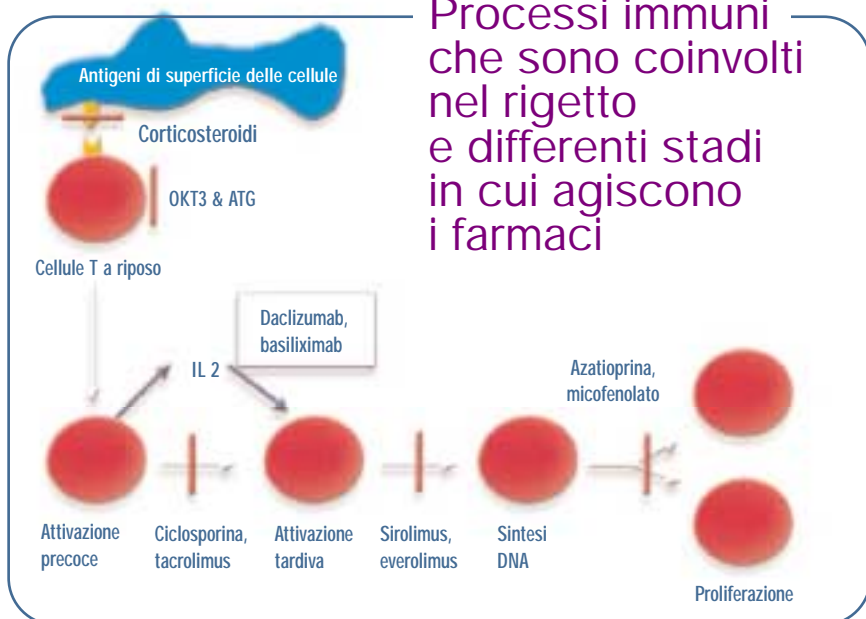 Processi immuni
che sono coinvolti
nel rigetto
e differenti stadi
in cui agiscono
i farmaci
Antigeni di superficie delle cellule
Corticosteroidi
OKT3 & ATG
Cellule T a riposo
Daclizumab,
basiliximab
IL 2
Azatioprina,
micofenolato
Attivazione
precoce
Ciclosporina,
tacrolimus
Attivazione
tardiva
Sirolimus,
everolimus
Sintesi
DNA
Proliferazione